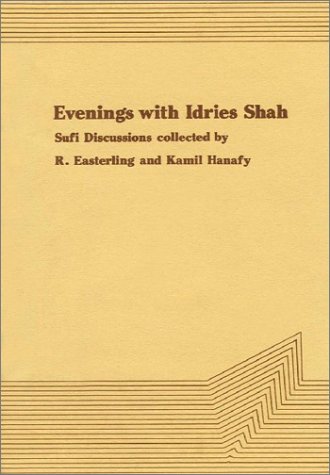 Evenings with Idries Shah
Sufi Discussions collected by
R. Easterling and Kamil Hanafy